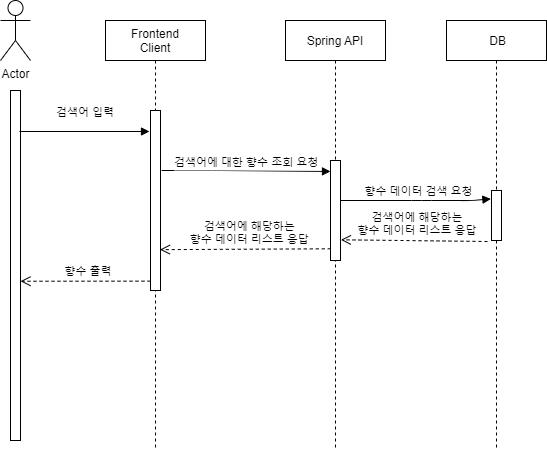 Frontend
Client
Spring API
DB
Actor
검색어 입력
검색어에 대한 향수 조회 요청
향수 데이터 검색 요청
검색어에 해당하는
향수 데이터 리스트 응답
검색어에 해당하는
향수 데이터 리스트 응답
향수 출력